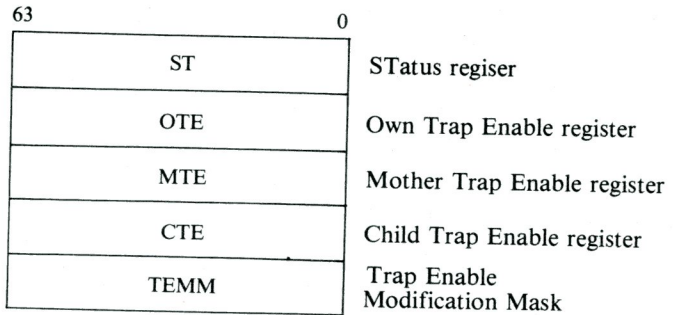 63 0
ST STatus regiser
OTE Own Trap Enable register
MTE Mother Trap Enable register
CTE Child Trap Enable register
TEMM Trap Enable
Modification Mask